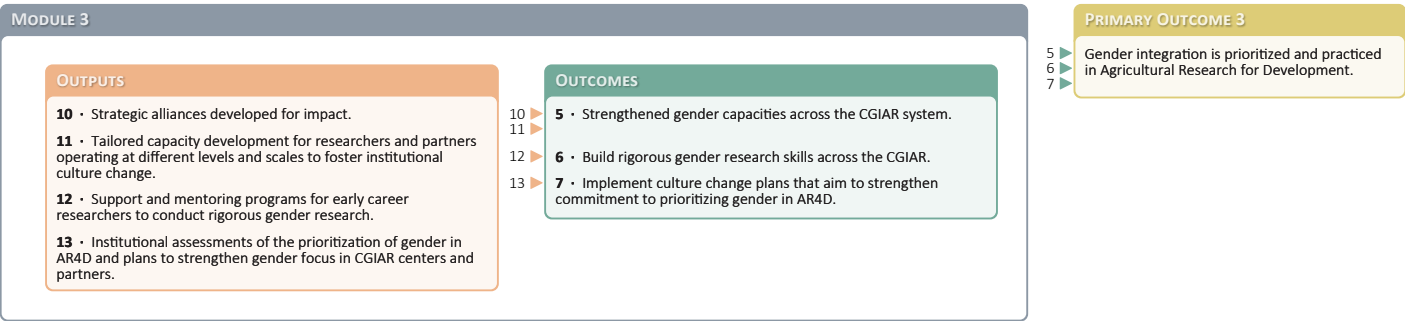 MODULE 3
OUTPUTS
10 · Strategic alliances developed for impact.
11 · Tailored capacity development for researchers and partners
operating at different levels and scales to foster institutional
culture change.
12 · Support and mentoring programs for early career
researchers to conduct rigorous gender research.
13 · Institutional assessments of the prioritization of gender in
AR4D and plans to strengthen gender focus in CGIAR centers and
partners.
10
11
12
13
OUTCOMES
5 · Strengthened gender capacities across the CGIAR system.
6 · Build rigorous gender research skills across the CGIAR.
7 · Implement culture change plans that aim to strengthen
commitment to prioritizing gender in AR4D.
5
6
7
PRIMARY OUTCOME 3
Gender integration is prioritized and practiced
in Agricultural Research for Development.